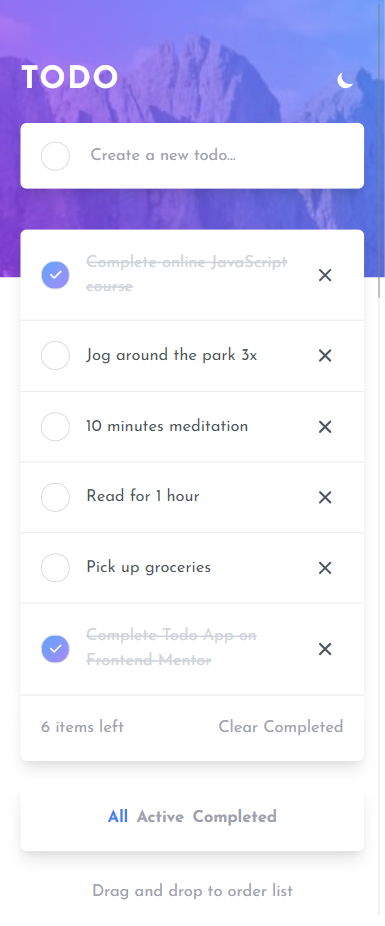 TODO
Create a new todo...
Complete online JavaScript
course
Jog around the park 3x
10 minutes meditation
Read for 1 hour
Pick up groceries
Complete Todo App on
Frontend Mentor
6 items left Clear Completed
All Active Completed
Drag and drop to order list